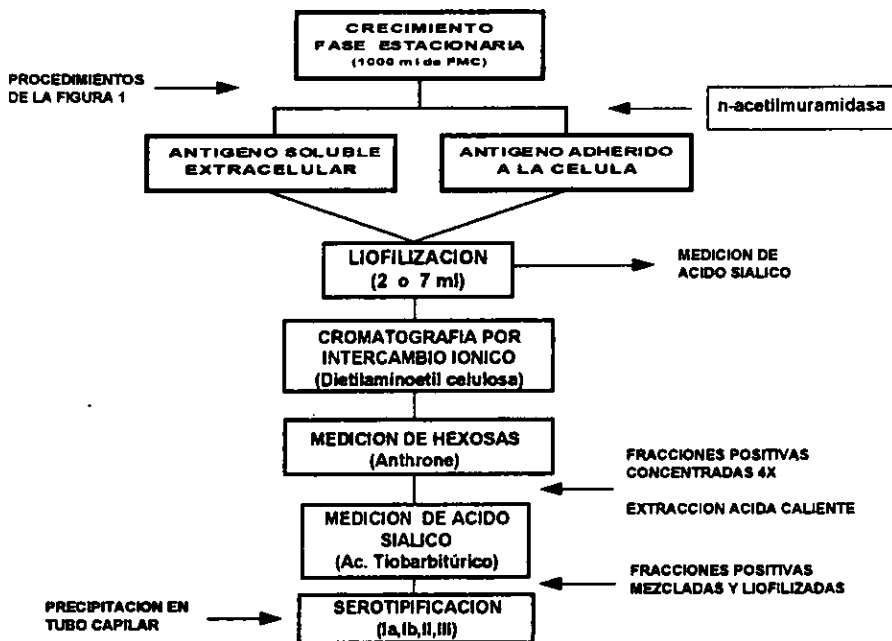 CRECIMIENTO
FASE ESTACIONARIA
(1000 ml de PMC)
PROCEDIMIENTOS
DE LA FIGURA 1
n-acetilmuramidasa
ANTIGENO SOLUBLE
EXTRACELULAR
ANTIGENO ADHERIDO
A LA CELULA
LIOFILIZACION
(2 o 7 ml)
MEDICION DE
ACIDO SIALICO
CROMATOGRAFIA POR
INTERCAMBIO IONICO
(Dietilaminoetil celulosa)
MEDICION DE HEXOSAS
(Anthrone)
FRACCIONES POSITIVAS
CONCENTRADAS 4X
EXTRACCION ACIDA CALIENTE
MEDICION DE ACIDO
SIALICO
(Ac. Tiobarbitúrico)
FRACCIONES POSITIVAS
MEZCLADAS Y LIOFILIZADAS
PRECIPITACION EN
TUBO CAPILAR
SEROTIPIFICACION
(Ia,Ib,II,III)